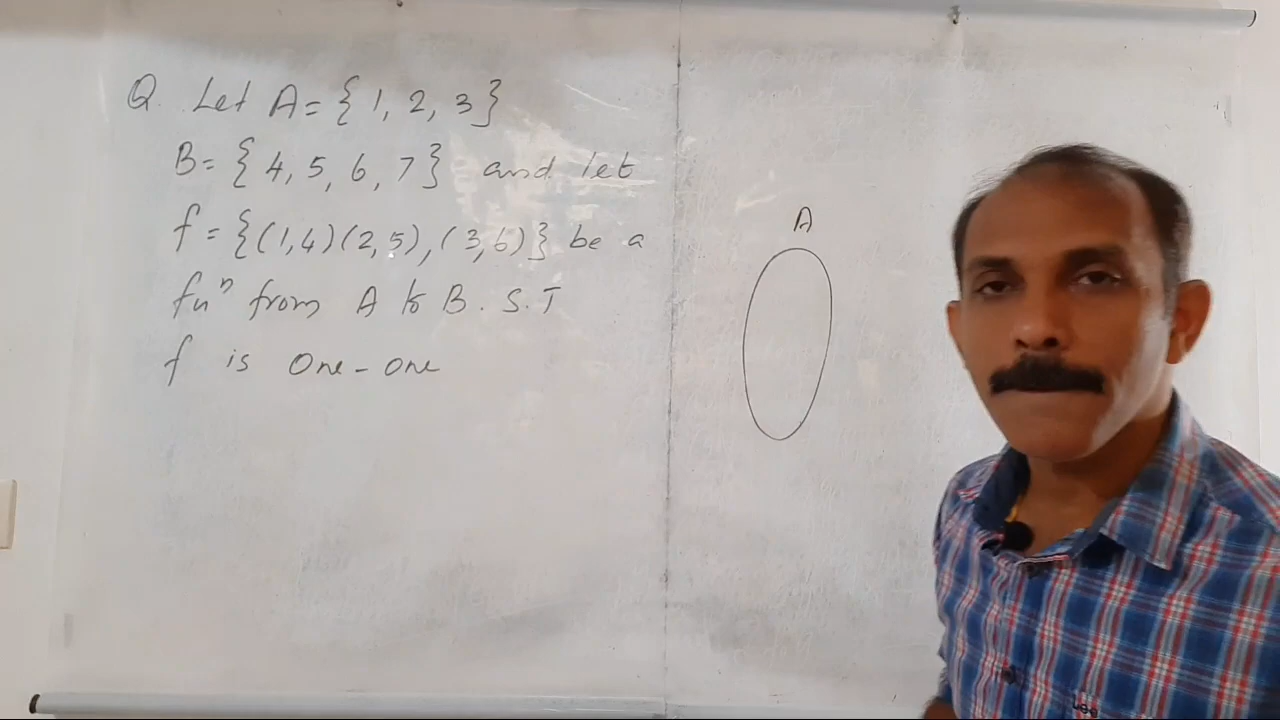 Q. Let A = { 1, 2, 3 }
B = { 4, 5, 6, 7 } and let
f = {(1,4)(2,5),(3,6)} be a
fuⁿ from A to B. S.T
f is one-one
A